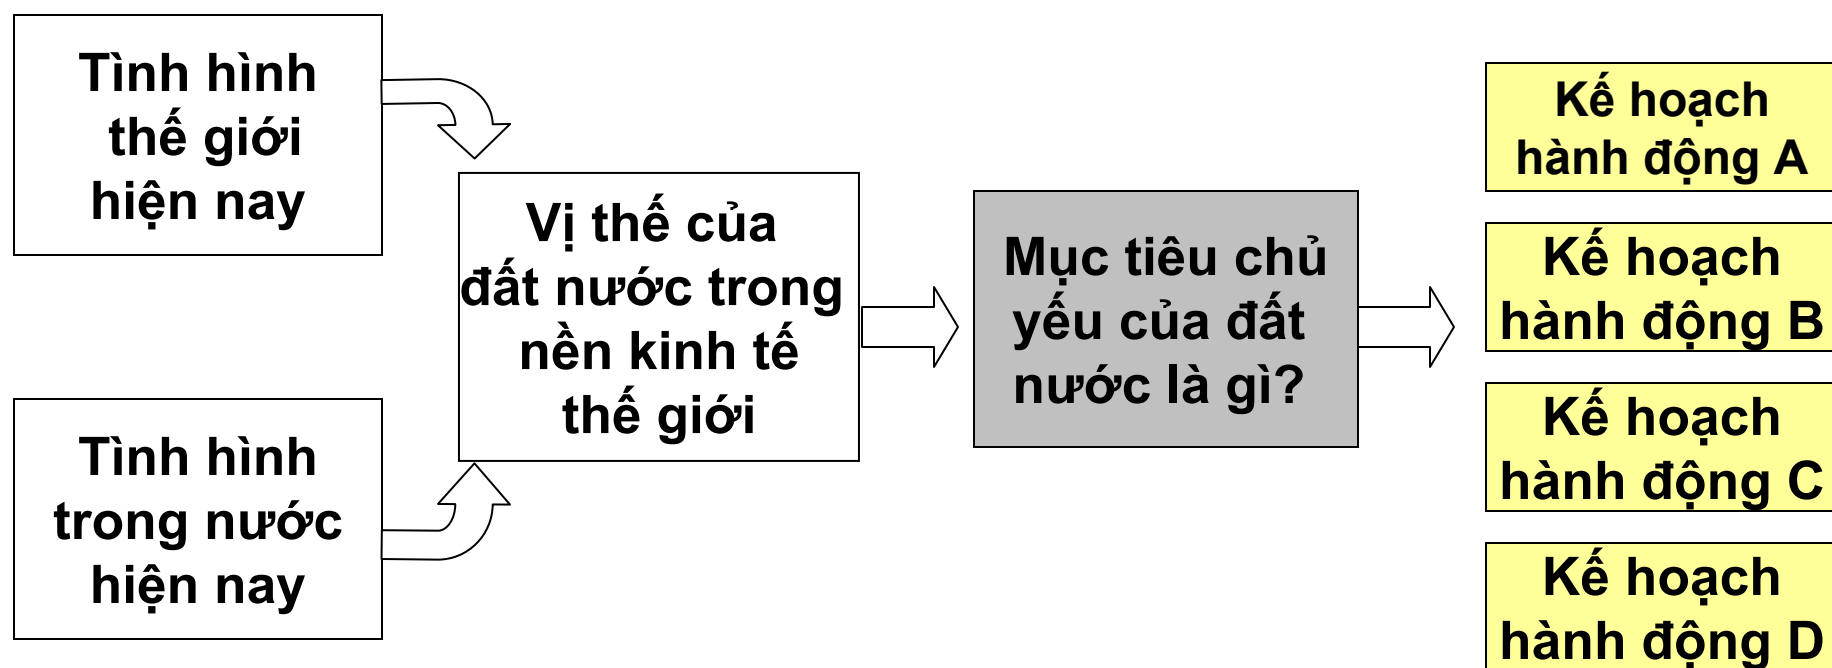 Tình hình
thế giới
hiện nay
Tình hình
trong nước
hiện nay
Vị thế của
đất nước trong
nền kinh tế
thế giới
Mục tiêu chủ
yếu của đất
nước là gì?
Kế hoạch
hành động A
Kế hoạch
hành động B
Kế hoạch
hành động C
Kế hoạch
hành động D